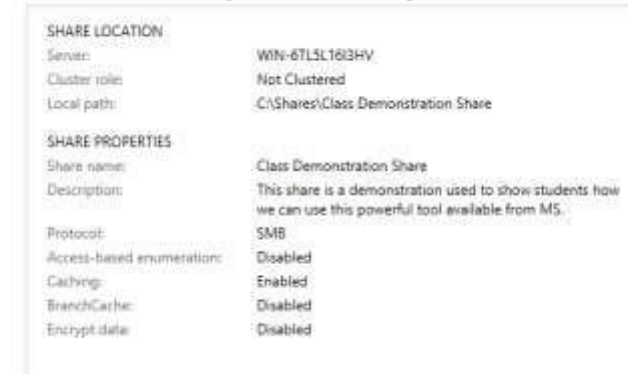 SHARE LOCATION
Server: WIN-6TL5L16I3HV
Cluster role: Not Clustered
Local path: C:\Shares\Class Demonstration Share
SHARE PROPERTIES
Share name: Class Demonstration Share
Description: This share is a demonstration used to show students how
we can use this powerful tool available from MS.
Protocol: SMB
Access-based enumeration: Disabled
Caching: Enabled
BranchCache: Disabled
Encrypt data: Disabled